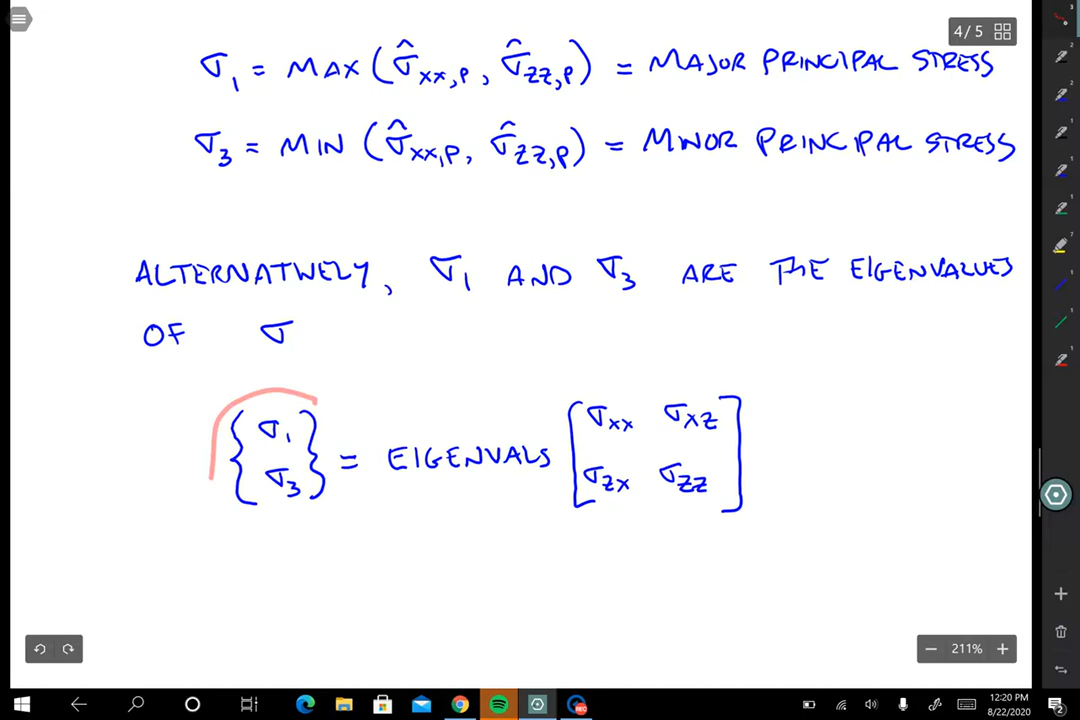 4/5
σ₁ = MAX (σ̂xx,P, σ̂zz,P) = MAJOR PRINCIPAL STRESS
σ₃ = MIN (σ̂xx,P, σ̂zz,P) = MINOR PRINCIPAL STRESS
ALTERNATIVELY, σ₁ AND σ₃ ARE THE EIGENVALUES
OF σ
{σ₁ σ₃} = EIGENVALS [σxx σxz
σzx σzz]
211%
12:20 PM
8/22/2020